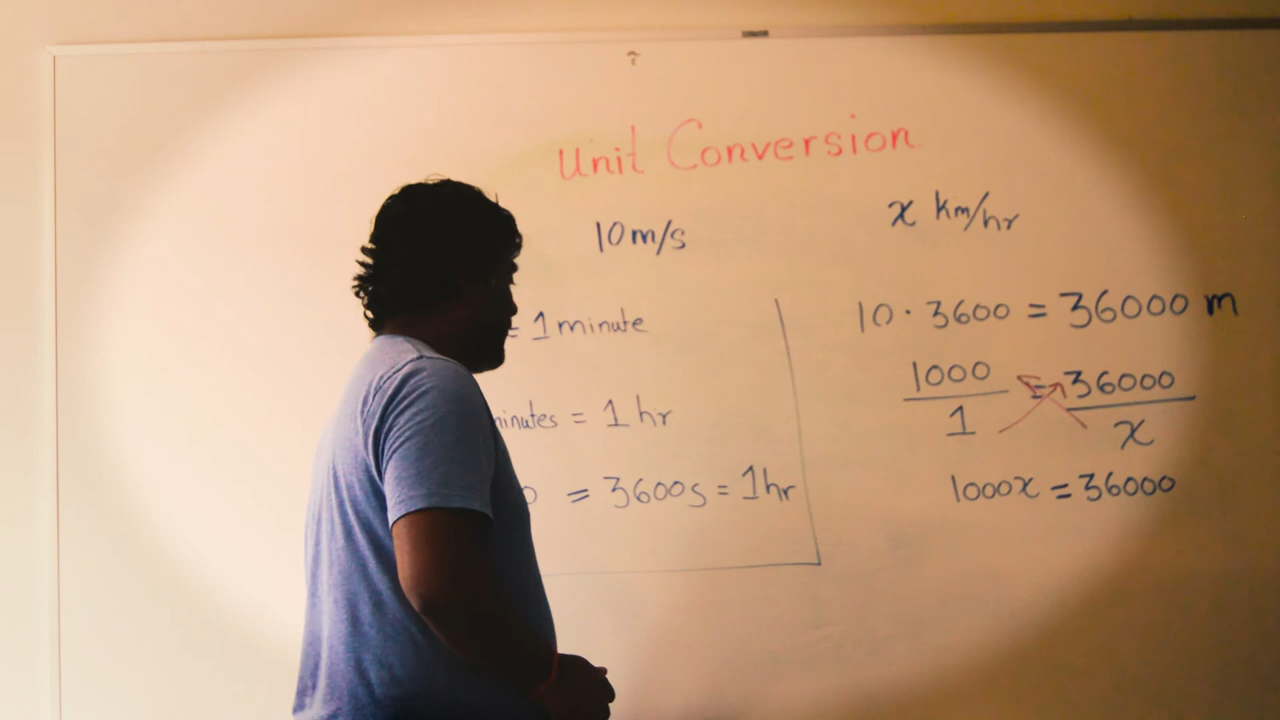 Unit Conversion
10 m/s
x km/hr
= 1 minute
minutes = 1 hr
= 3600s = 1hr
10 · 3600 = 36000 m
1000/1 = 36000/x
1000x = 36000